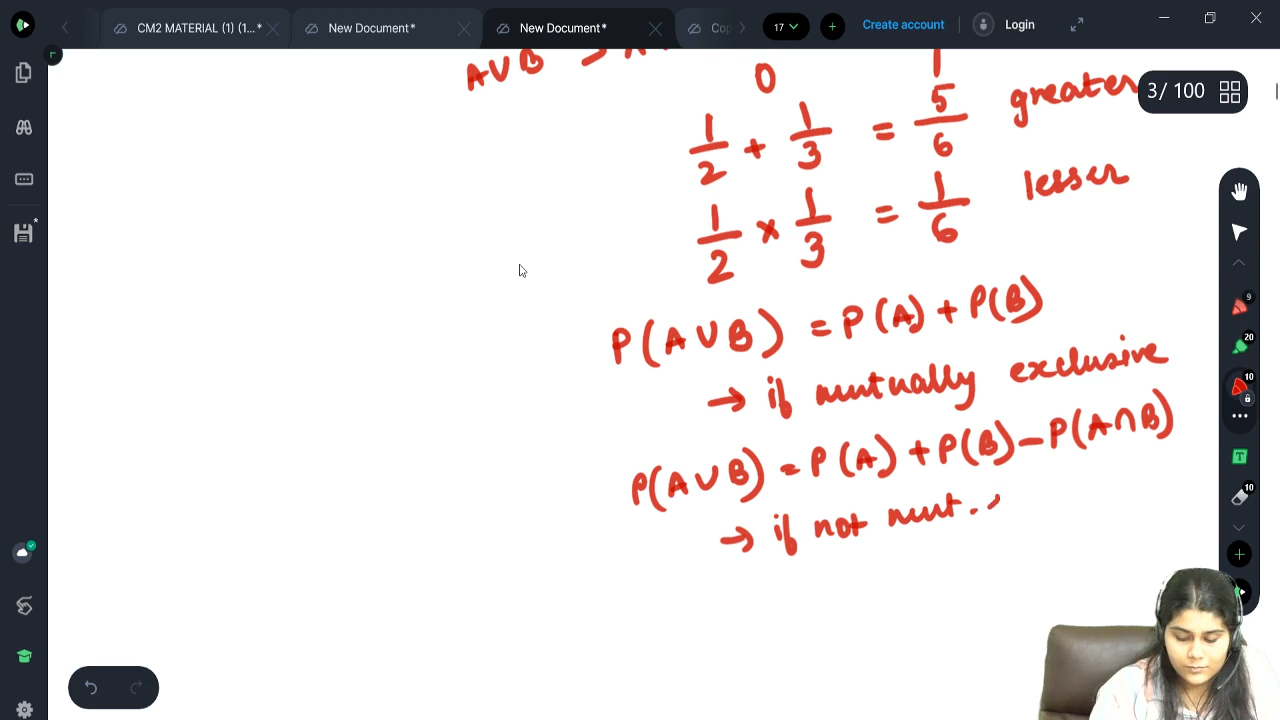 CM2 MATERIAL (1) (1...*
New Document*
New Document*
Cop
17
Create account
Login
3/ 100
A∪B →
0
1/2 + 1/3 = 5/6 greater
1
1/2 × 1/3 = 1/6 lesser
P(A∪B) = P(A) + P(B)
→ if mutually exclusive
P(A∪B) = P(A) + P(B) - P(A∩B)
→ if not mut.
9
20
10
T
10